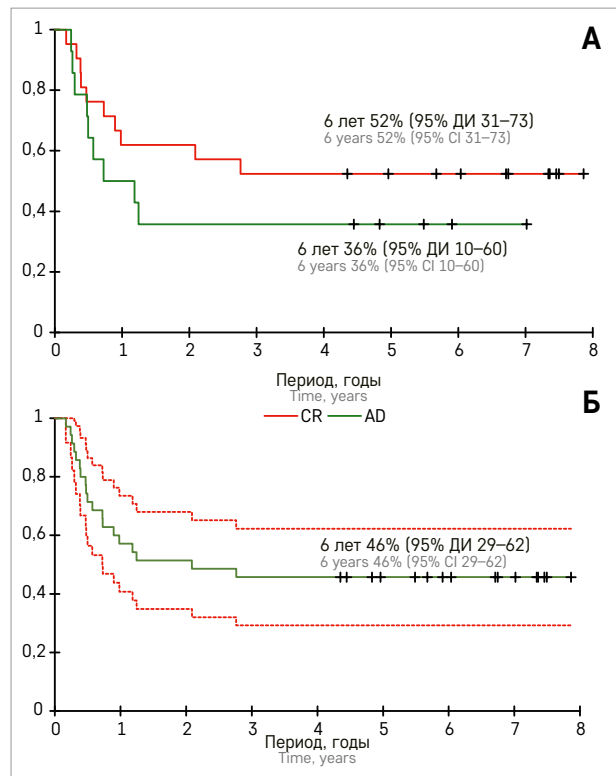 1
А
0,8
6 лет 52% (95% ДИ 31–73)
6 years 52% (95% CI 31–73)
0,6
0,4
6 лет 36% (95% ДИ 10–60)
6 years 36% (95% CI 10–60)
0,2
0
0 1 2 3 4 5 6 7 8
Период, годы
Time, years
CR AD
Б
1
0,8
0,6
6 лет 46% (95% ДИ 29–62)
6 years 46% (95% CI 29–62)
0,4
0,2
0
0 1 2 3 4 5 6 7 8
Период, годы
Time, years